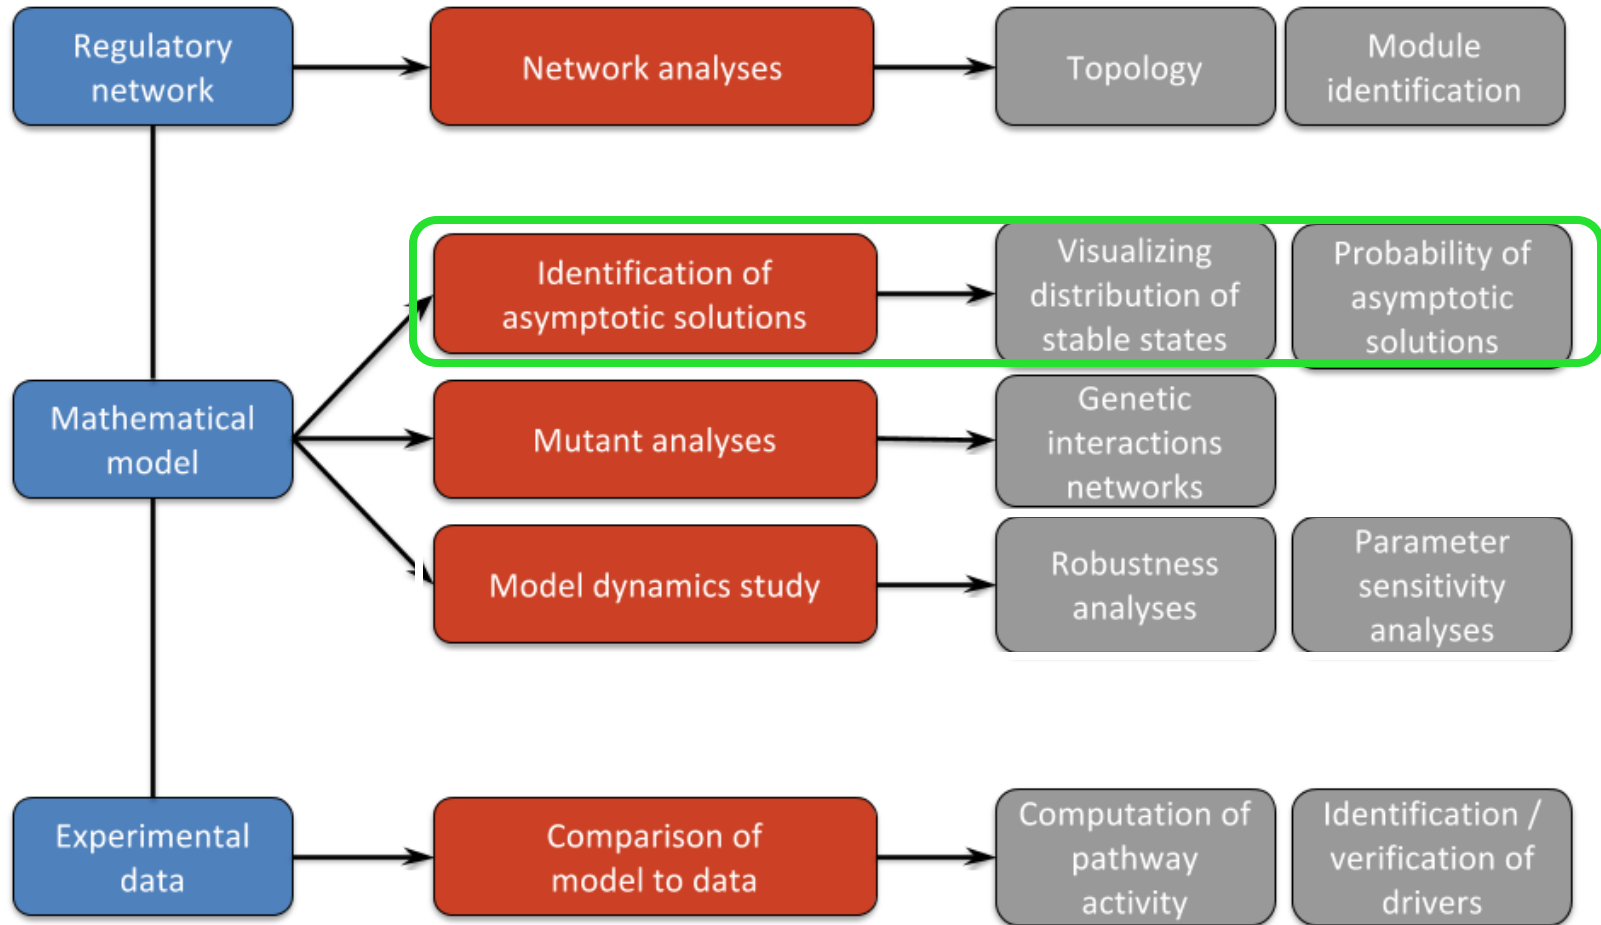 Regulatory
network
Network analyses
Topology
Module
identification
Identification of
asymptotic solutions
Visualizing
distribution of
stable states
Probability of
asymptotic
solutions
Mathematical
model
Mutant analyses
Genetic
interactions
networks
Model dynamics study
Robustness
analyses
Parameter
sensitivity
analyses
Experimental
data
Comparison of
model to data
Computation of
pathway
activity
Identification /
verification of
drivers